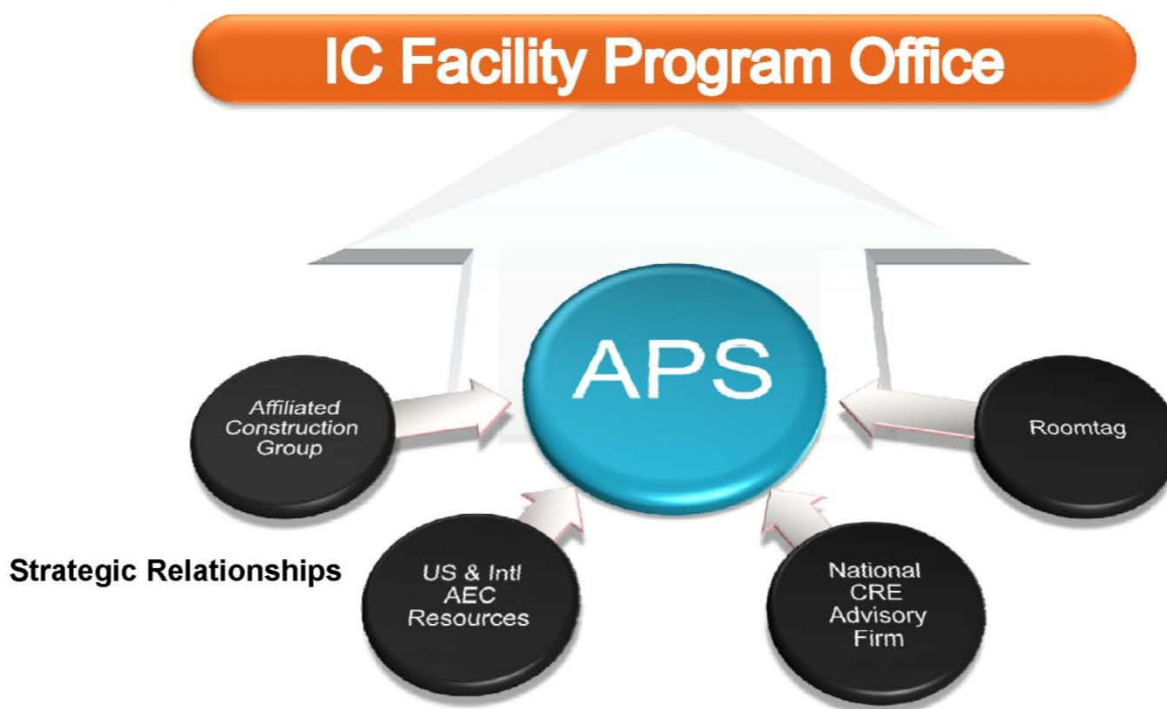 IC Facility Program Office
APS
Affiliated
Construction
Group
Roomtag
Strategic Relationships
US & Intl
AEC
Resources
National
CRE
Advisory
Firm